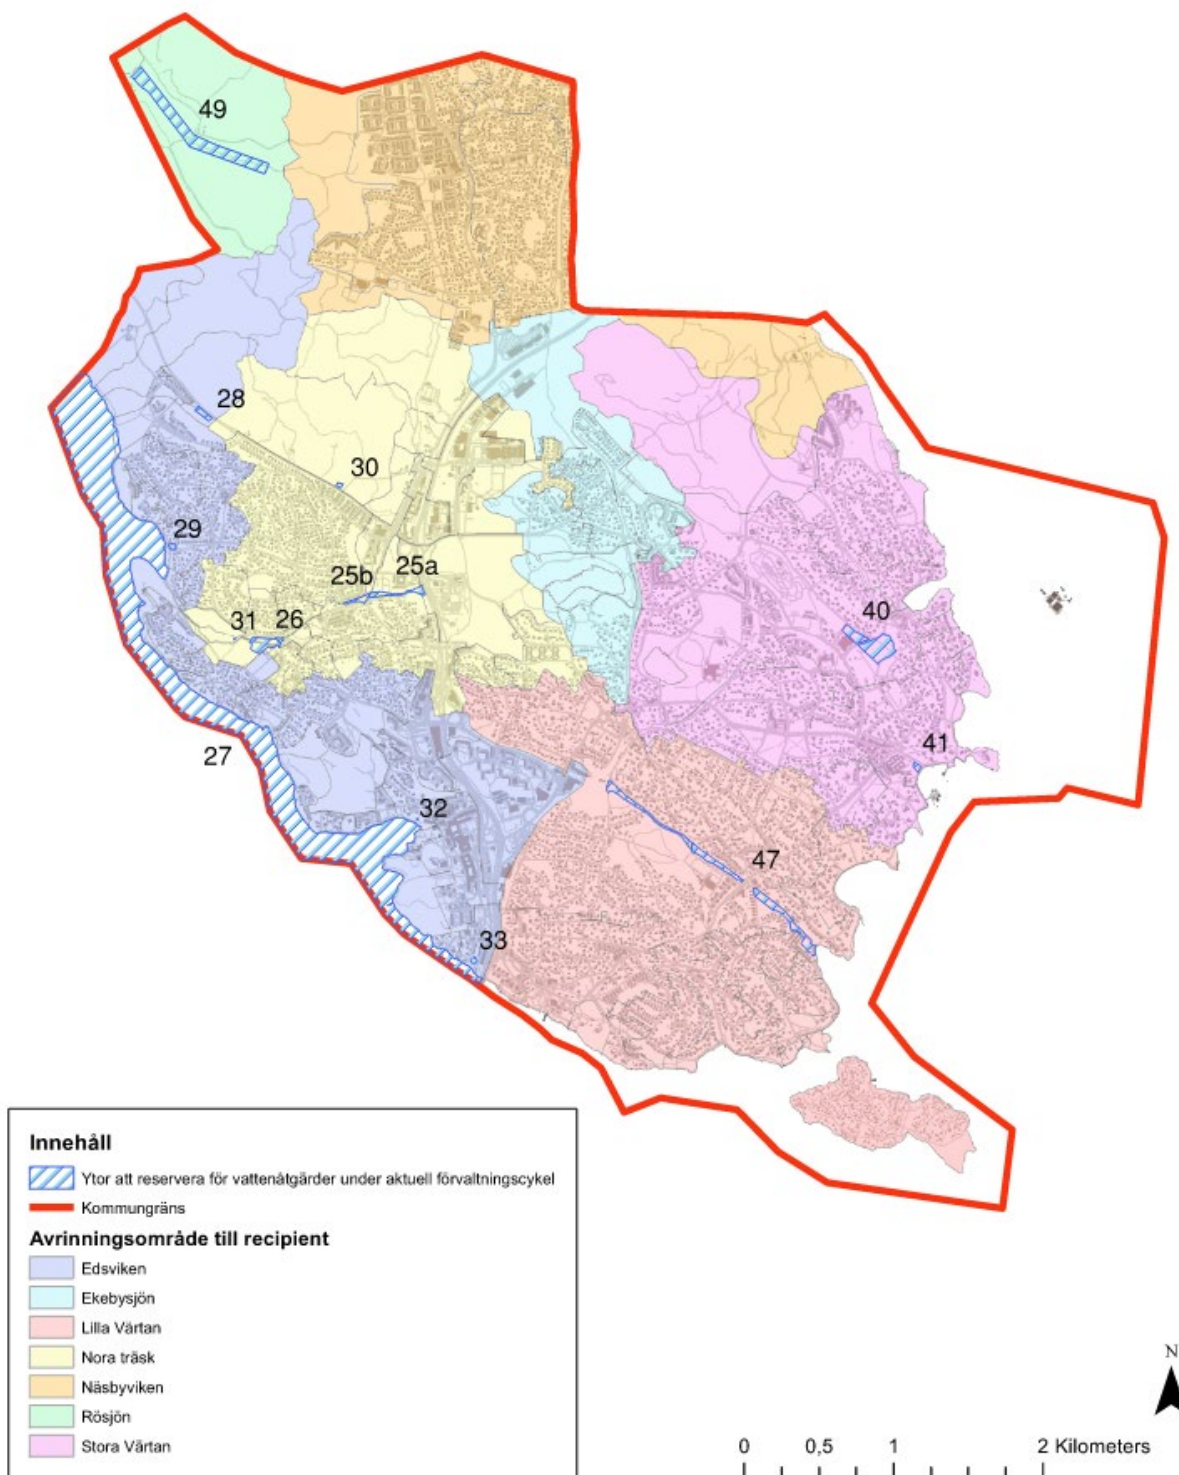 49
28
30
29
25b
25a
31
26
40
27
41
32
47
33
Innehåll
Ytor att reservera för vattenåtgärder under aktuell förvaltningscykel
Kommungräns
Avrinningsområde till recipient
Edsviken
Ekebysjön
Lilla Värtan
Nora träsk
Näsbyviken
Rösjön
Stora Värtan
N
0 0,5 1 2 Kilometers